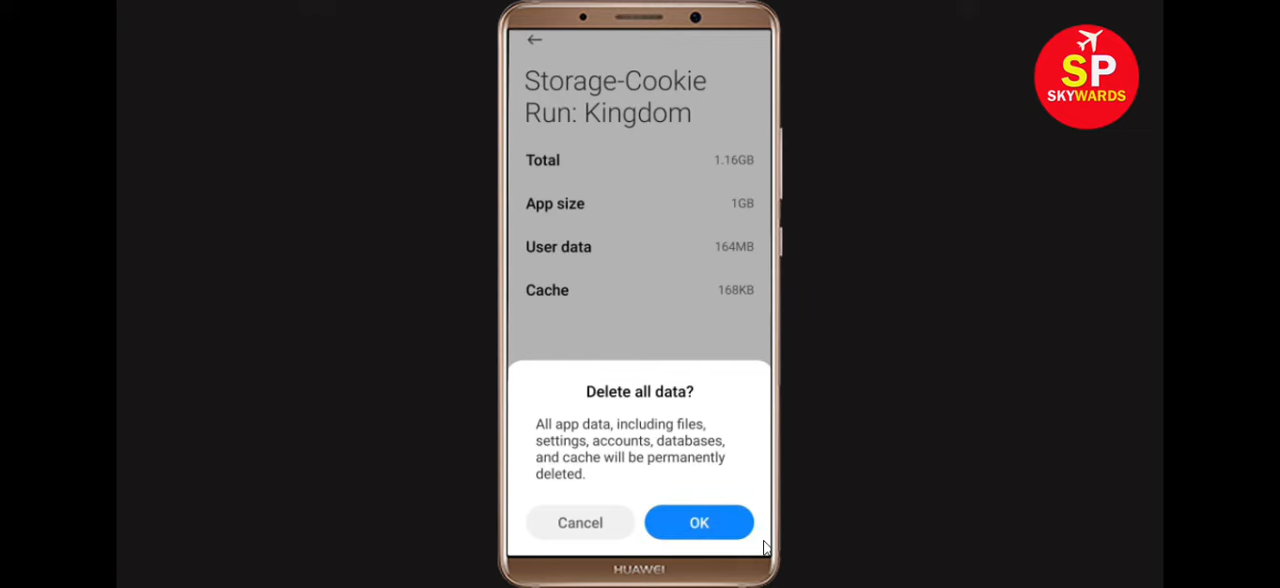 Storage-Cookie
Run: Kingdom
Total 1.16GB
App size 1GB
User data 164MB
Cache 168KB
Delete all data?
All app data, including files,
settings, accounts, databases,
and cache will be permanently
deleted.
Cancel OK
HUAWEI
SP
SKYWARDS